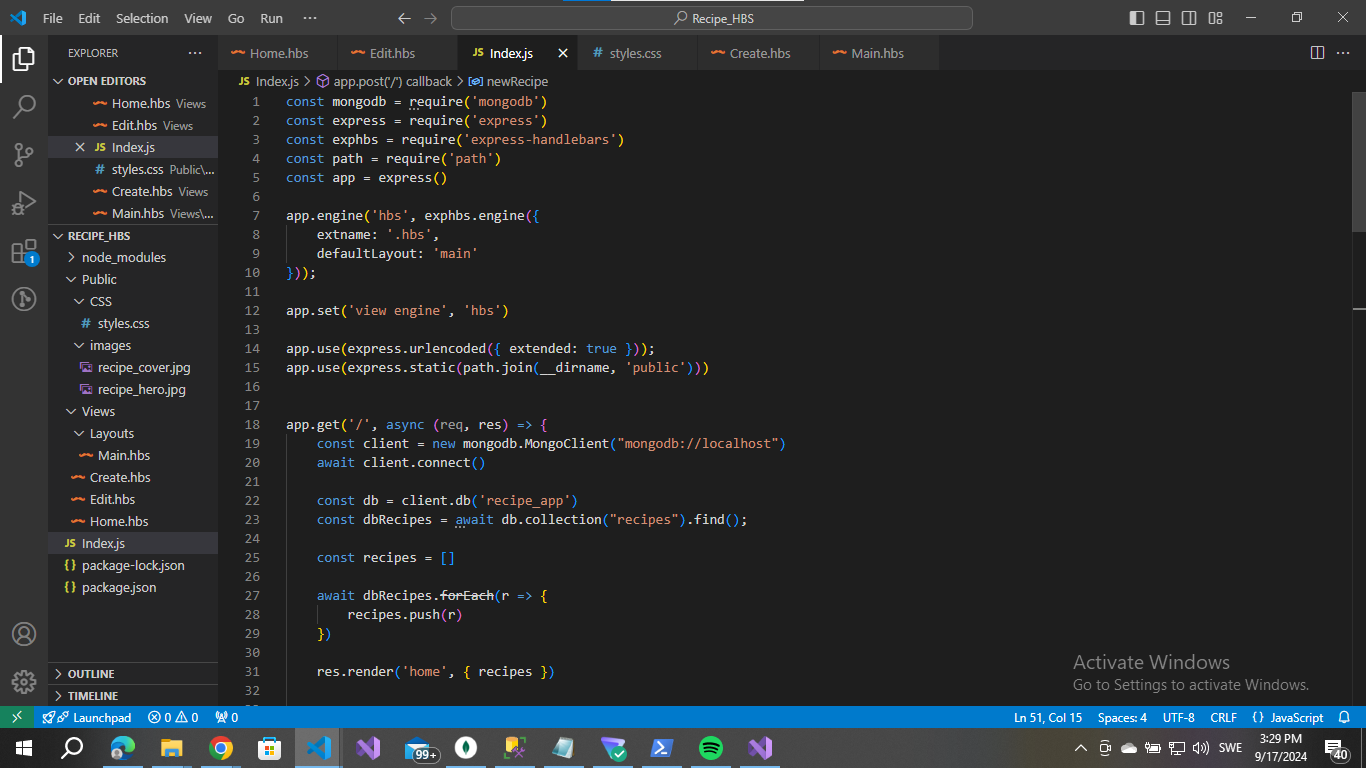 File Edit Selection View Go Run ··· Recipe_HBS
EXPLORER ···
OPEN EDITORS
Home.hbs Views
Edit.hbs Views
JS Index.js
# styles.css Public\...
Create.hbs Views
Main.hbs Views\...
RECIPE_HBS
node_modules
Public
CSS
# styles.css
images
recipe_cover.jpg
recipe_hero.jpg
Views
Layouts
Main.hbs
Create.hbs
Edit.hbs
Home.hbs
JS Index.js
{} package-lock.json
{} package.json
OUTLINE
TIMELINE
1
Home.hbs Edit.hbs JS Index.js # styles.css Create.hbs Main.hbs
JS Index.js > app.post('/') callback > newRecipe
1 const mongodb = require('mongodb')
2 const express = require('express')
3 const exphbs = require('express-handlebars')
4 const path = require('path')
5 const app = express()
6
7 app.engine('hbs', exphbs.engine({
8 extname: '.hbs',
9 defaultLayout: 'main'
10 }));
11
12 app.set('view engine', 'hbs')
13
14 app.use(express.urlencoded({ extended: true }));
15 app.use(express.static(path.join(__dirname, 'public')))
16
17
18 app.get('/', async (req, res) => {
19 const client = new mongodb.MongoClient("mongodb://localhost")
20 await client.connect()
21
22 const db = client.db('recipe_app')
23 const dbRecipes = await db.collection("recipes").find();
24
25 const recipes = []
26
27 await dbRecipes.forEach(r => {
28 recipes.push(r)
29 })
30
31 res.render('home', { recipes })
32
Activate Windows
Go to Settings to activate Windows.
Launchpad 0 0 0 Ln 51, Col 15 Spaces: 4 UTF-8 CRLF {} JavaScript
99+ SWE 3:29 PM
9/17/2024
40